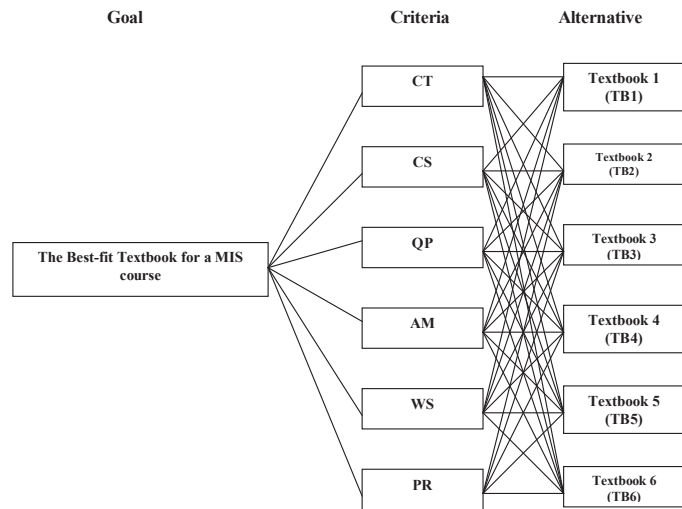 Goal
Criteria
Alternative
The Best-fit Textbook for a MIS
course
CT
CS
QP
AM
WS
PR
Textbook 1
(TB1)
Textbook 2
(TB2)
Textbook 3
(TB3)
Textbook 4
(TB4)
Textbook 5
(TB5)
Textbook 6
(TB6)